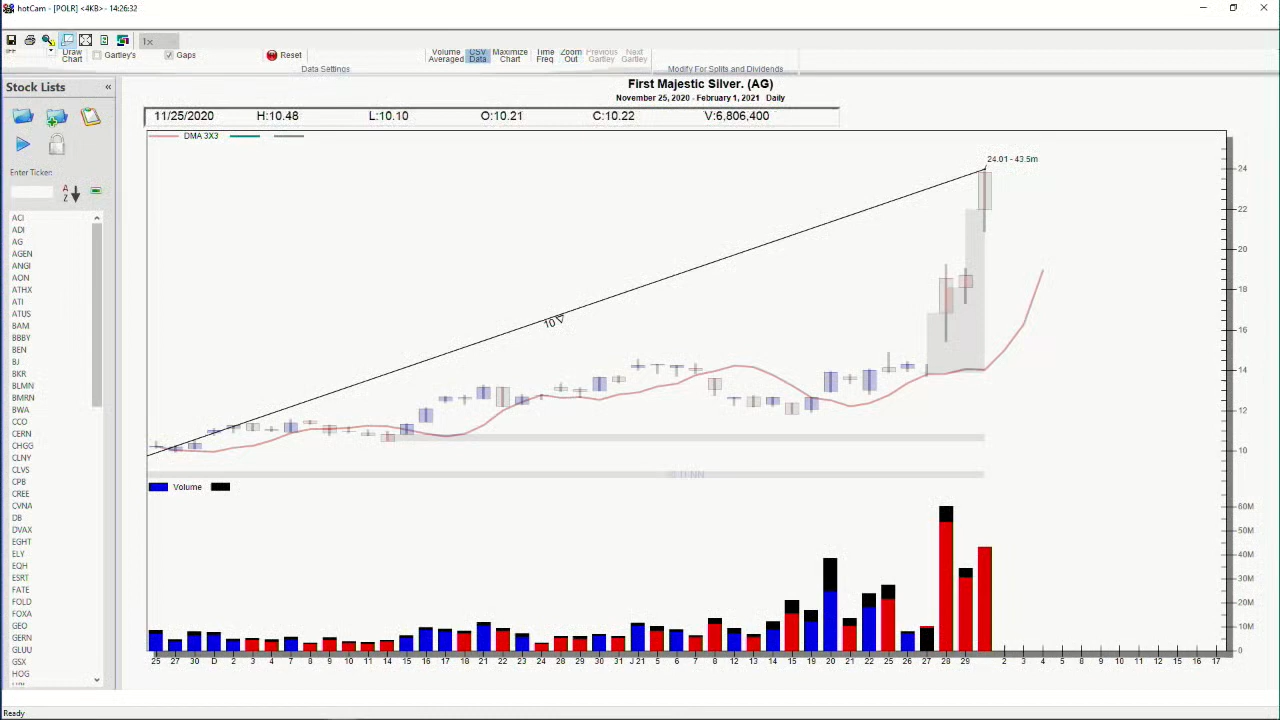 hotCam - [POLR] <4KB> - 14:26:32
1x
Draw Chart
Gartley's
Gaps
Reset
Volume Averaged
CSV Data
Maximize Chart
Time Freq
Zoom Out
Previous Gartley
Next Gartley
Data Settings
Modify For Splits and Dividends
Stock Lists
«
Enter Ticker:
A
Z
ACI
ADI
AG
AGEN
ANGI
AON
ATHX
ATI
ATUS
BAM
BBBY
BEN
BJ
BKR
BLMN
BMRN
BWA
CCO
CERN
CHGG
CLNY
CLVS
CPB
CREE
CVNA
DB
DVAX
EGHT
ELY
EQH
ESRT
FATE
FOLD
FOXA
GEO
GERN
GLUU
GSX
HOG
First Majestic Silver. (AG)
November 25, 2020 - February 1, 2021 Daily
11/25/2020 H:10.48 L:10.10 O:10.21 C:10.22 V:6,806,400
DMA 3X3
24.01 - 43.5m
10
24
22
20
18
16
14
12
10
Volume
60M
50M
40M
30M
20M
10M
0
25 27 30 D 2 3 4 7 8 9 10 11 14 15 16 17 18 21 22 23 24 28 29 30 31 J 21 5 6 7 8 11 12 13 14 15 19 20 21 22 25 26 27 28 29 2 3 4 5 8 9 10 11 12 16 17
Ready